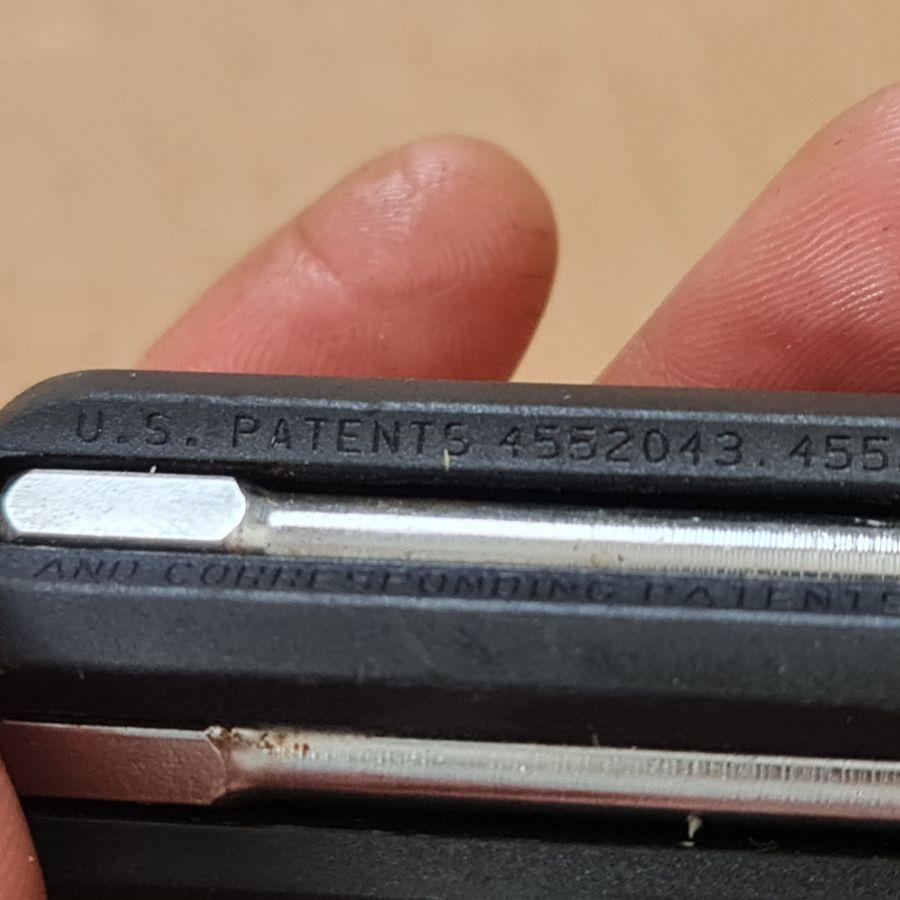 U.S. PATENTS 4552043. 455
AND CORRESPONDING PATENTS